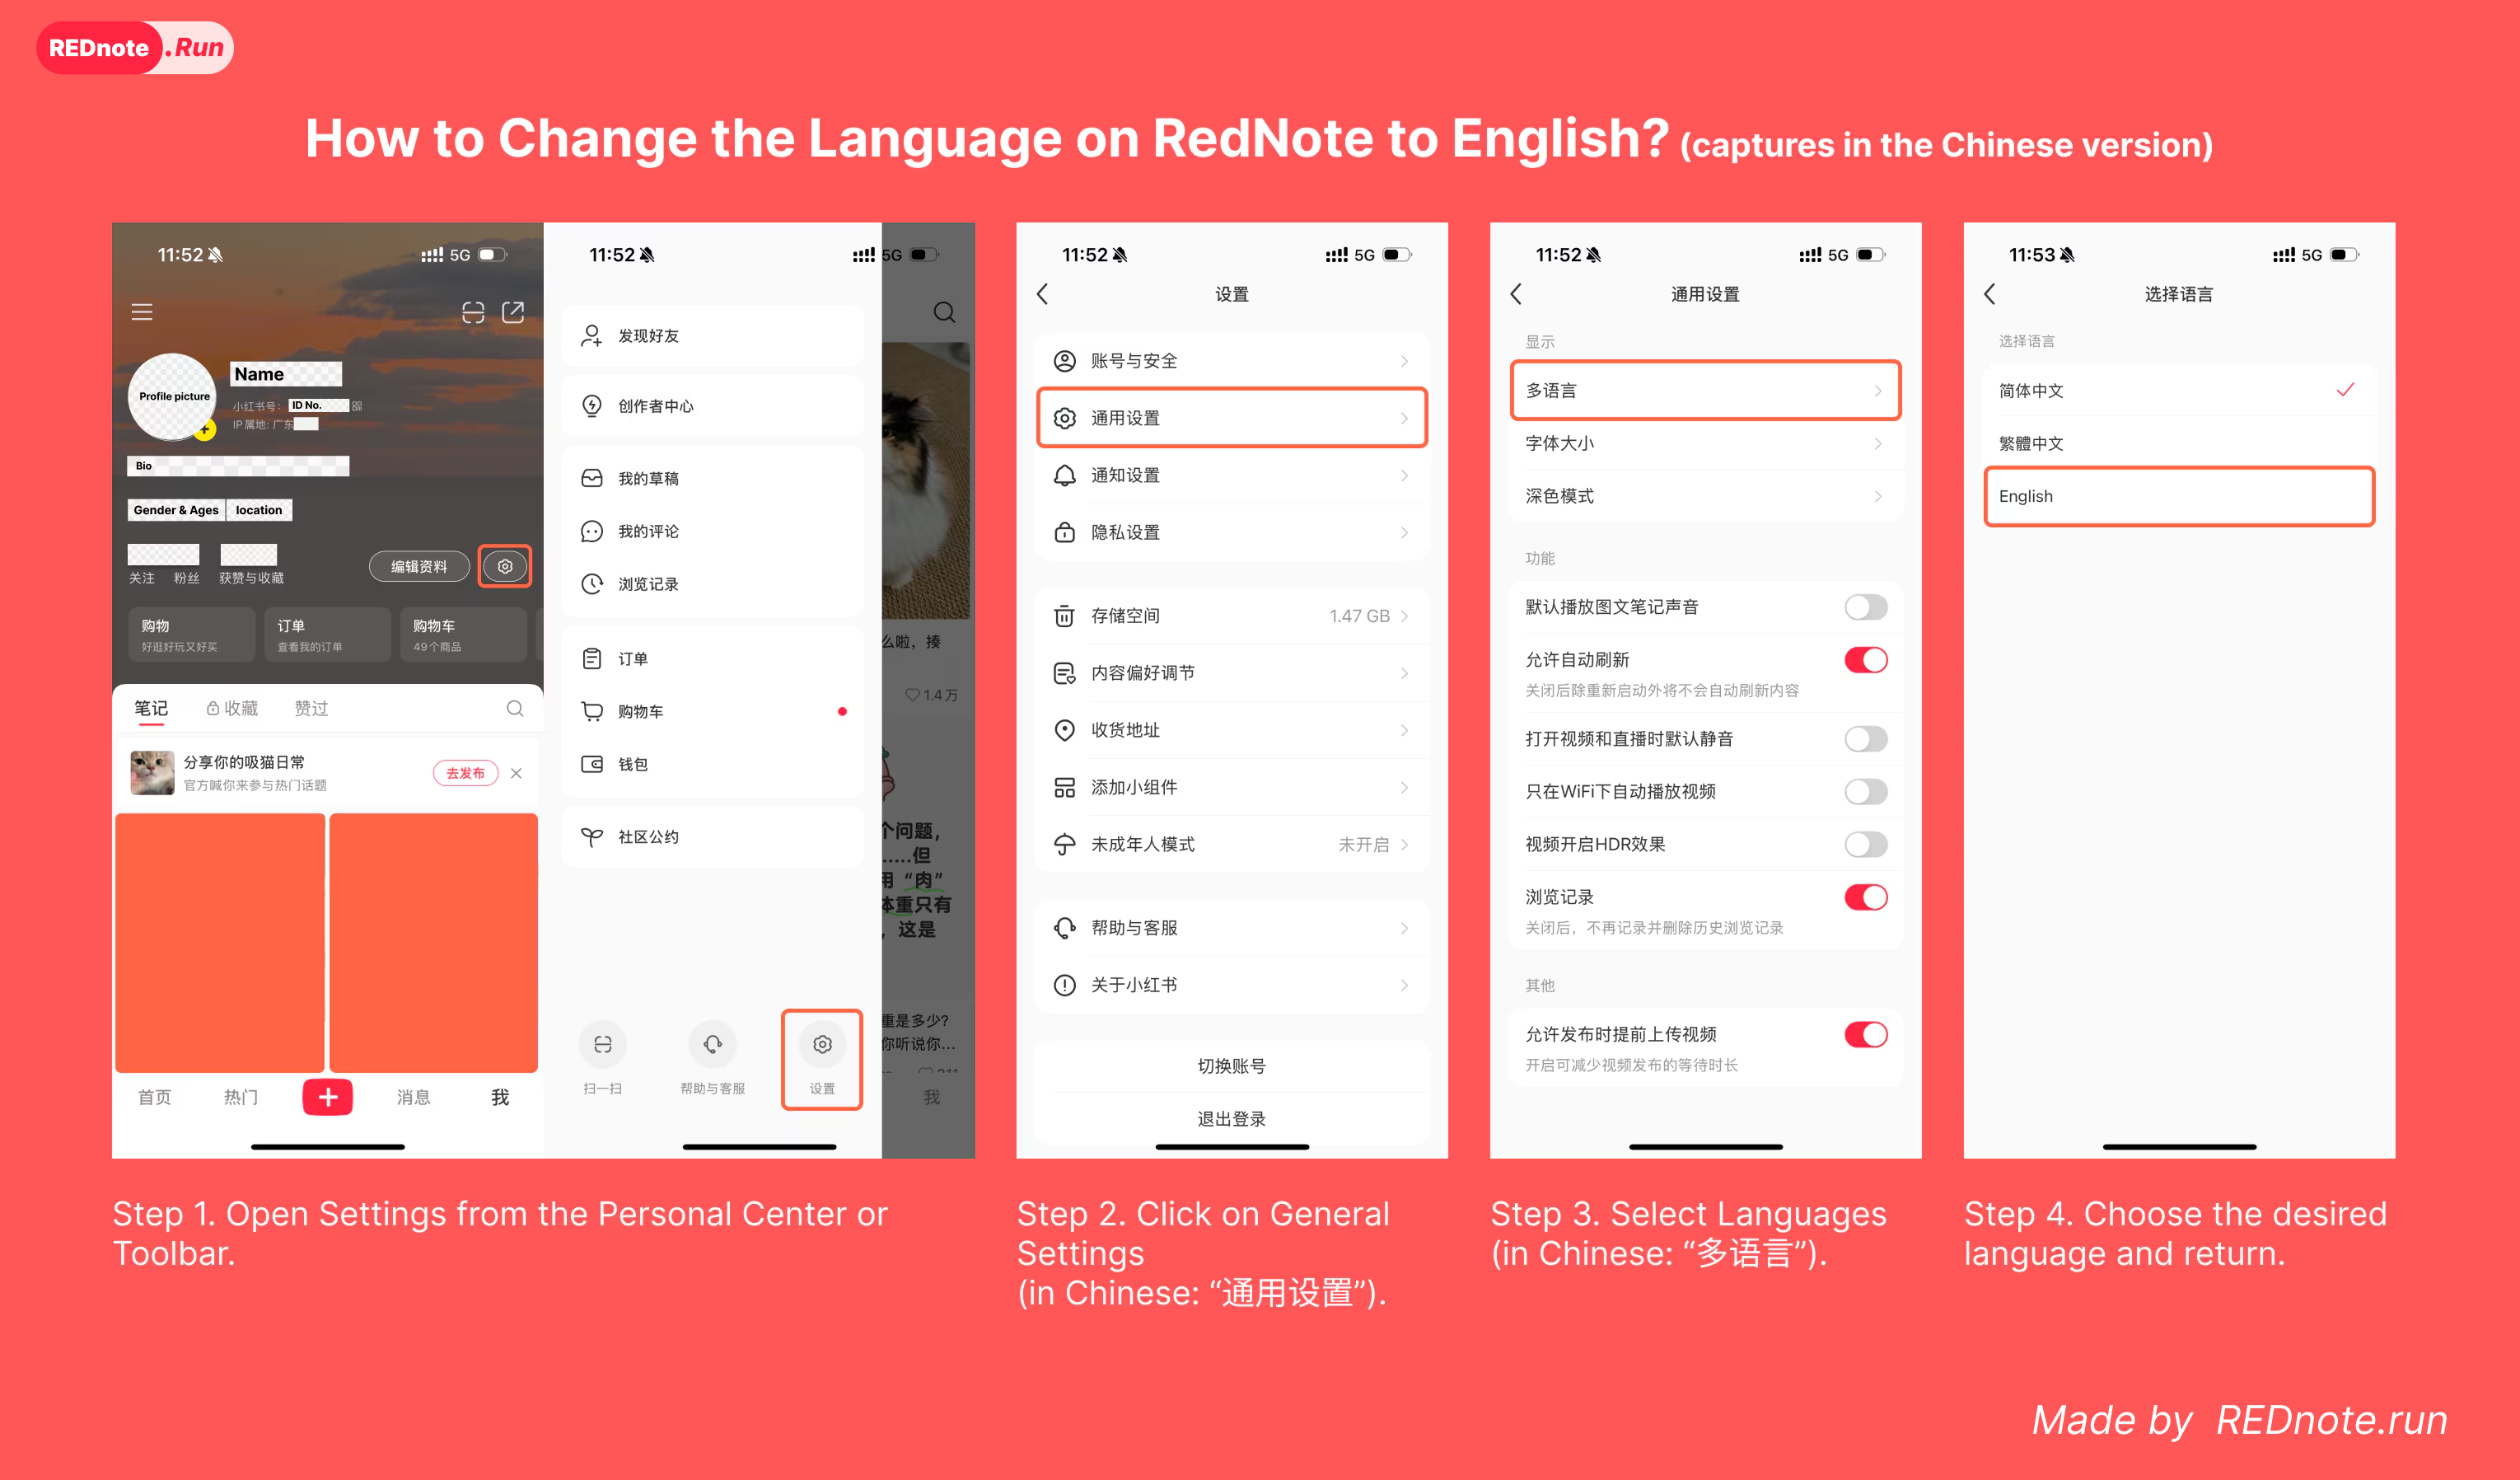 REDnote.Run
How to Change the Language on RedNote to English? (captures in the Chinese version)
11:52
5G
Name
Profile picture
小红书号: ID No.
IP属地: 广东
Bio
Gender & Ages location
关注 粉丝 获赞与收藏
编辑资料
购物
好逛好玩又好买
订单
查看我的订单
购物车
49个商品
笔记 收藏 赞过
分享你的吸猫日常
官方喊你来参与热门话题
去发布
首页 热门 消息 我
11:52
5G
发现好友
创作者中心
我的草稿
我的评论
浏览记录
订单
购物车
钱包
社区公约
扫一扫 帮助与客服 设置
么啦，揍
1.4万
个问题，
……但
用“肉”
体重只有
，这是
重是多少?
你听说你...
我
11:52
5G
设置
账号与安全
通用设置
通知设置
隐私设置
存储空间 1.47 GB
内容偏好调节
收货地址
添加小组件
未成年人模式 未开启
帮助与客服
关于小红书
切换账号
退出登录
11:52
5G
通用设置
显示
多语言
字体大小
深色模式
功能
默认播放图文笔记声音
允许自动刷新
关闭后除重新启动外将不会自动刷新内容
打开视频和直播时默认静音
只在WiFi下自动播放视频
视频开启HDR效果
浏览记录
关闭后，不再记录并删除历史浏览记录
其他
允许发布时提前上传视频
开启可减少视频发布的等待时长
11:53
5G
选择语言
选择语言
简体中文
繁體中文
English
Step 1. Open Settings from the Personal Center or
Toolbar.
Step 2. Click on General
Settings
(in Chinese: “通用设置”).
Step 3. Select Languages
(in Chinese: “多语言”).
Step 4. Choose the desired
language and return.
Made by REDnote.run